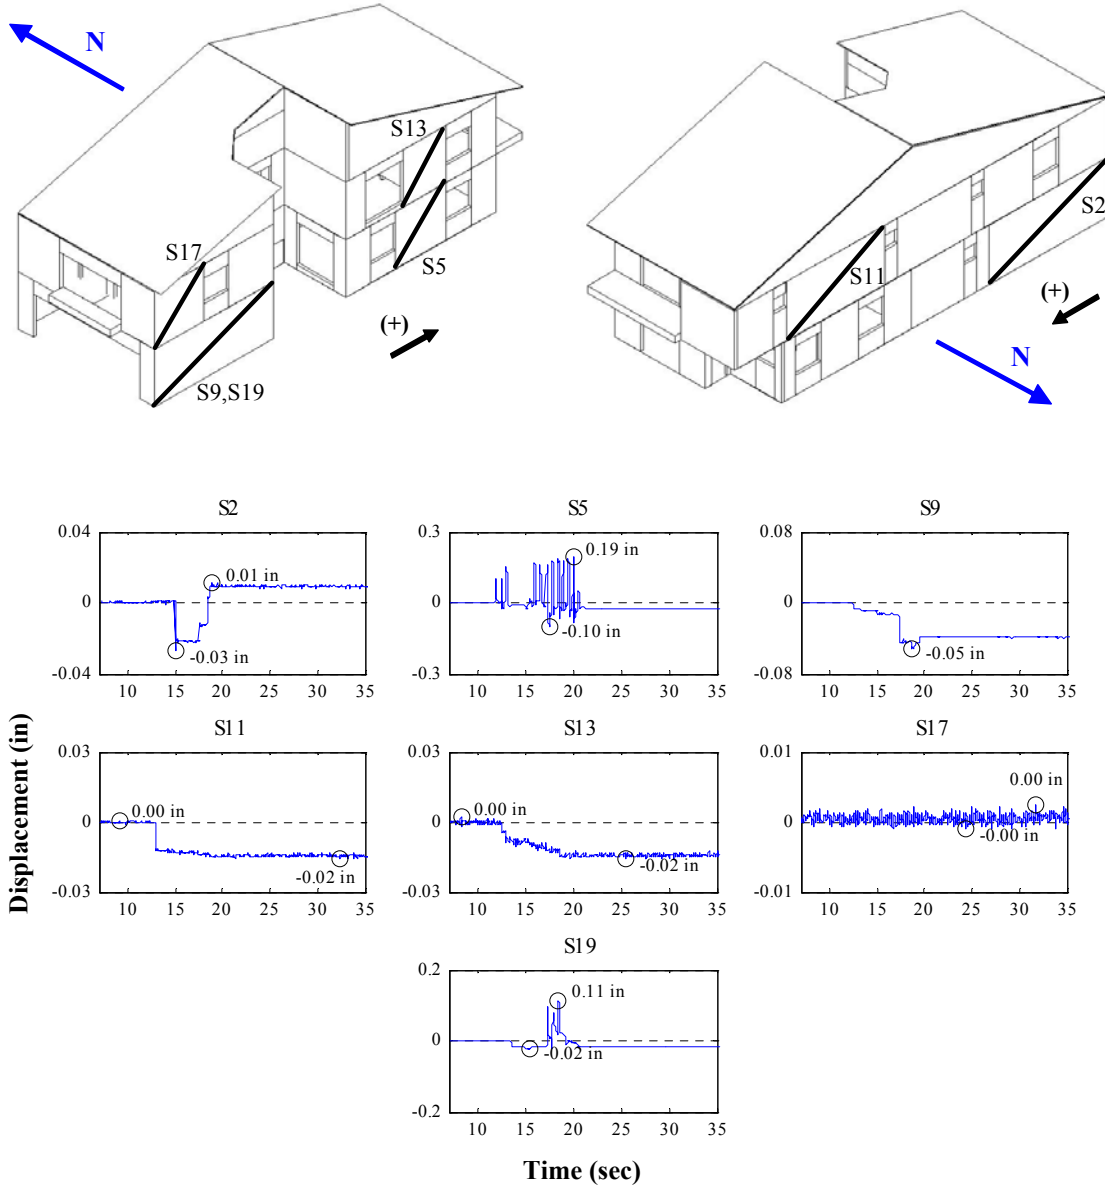 N
S13
S17
S5
(+)
S9,S19
S2
S11
(+)
N
S2
0.04
0
-0.04
0.01 in
-0.03 in
10 15 20 25 30 35
S5
0.3
0
-0.3
0.19 in
-0.10 in
10 15 20 25 30 35
S9
0.08
0
-0.08
-0.05 in
10 15 20 25 30 35
Displacement (in)
S11
0.03
0
-0.03
0.00 in
-0.02 in
10 15 20 25 30 35
S13
0.03
0
-0.03
0.00 in
-0.02 in
10 15 20 25 30 35
S17
0.01
0
-0.01
0.00 in
-0.00 in
10 15 20 25 30 35
S19
0.2
0
-0.2
0.11 in
-0.02 in
10 15 20 25 30 35
Time (sec)